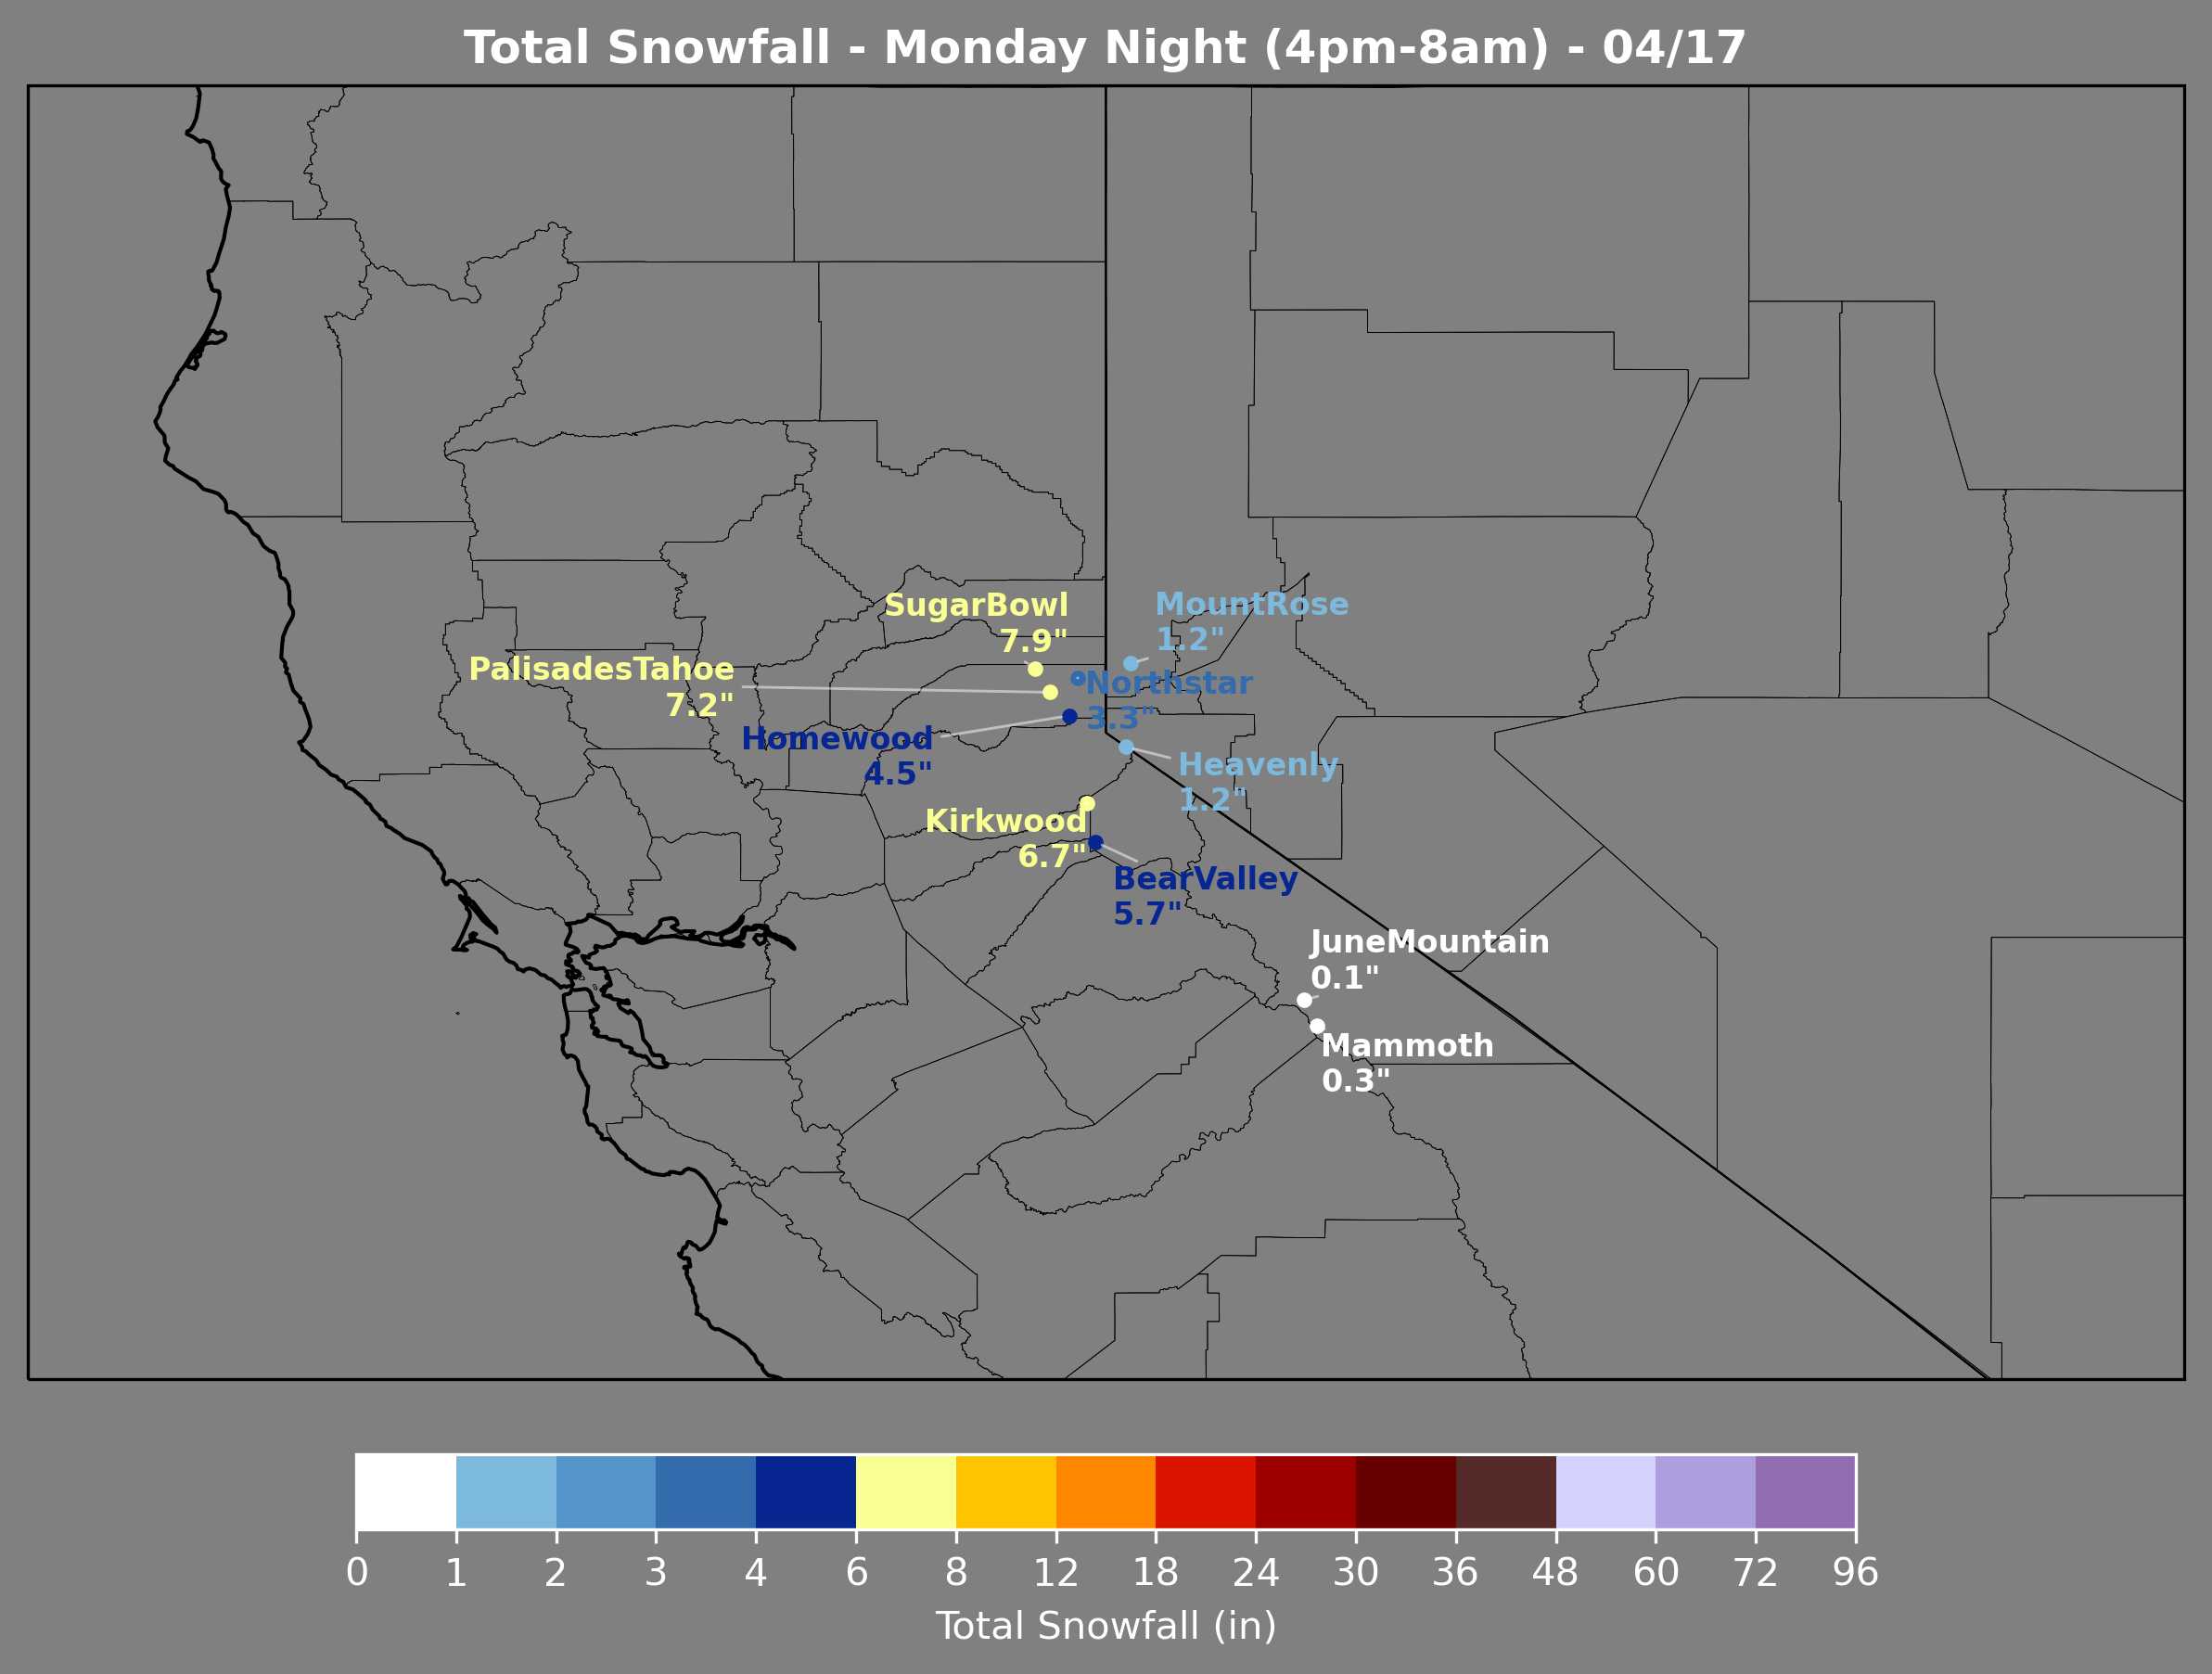 Total Snowfall - Monday Night (4pm-8am) - 04/17
SugarBowl
7.9"
MountRose
1.2"
PalisadesTahoe
7.2"
Northstar
3.3"
Homewood
4.5"
Heavenly
1.2"
Kirkwood
6.7"
BearValley
5.7"
JuneMountain
0.1"
Mammoth
0.3"
0 1 2 3 4 6 8 12 18 24 30 36 48 60 72 96
Total Snowfall (in)